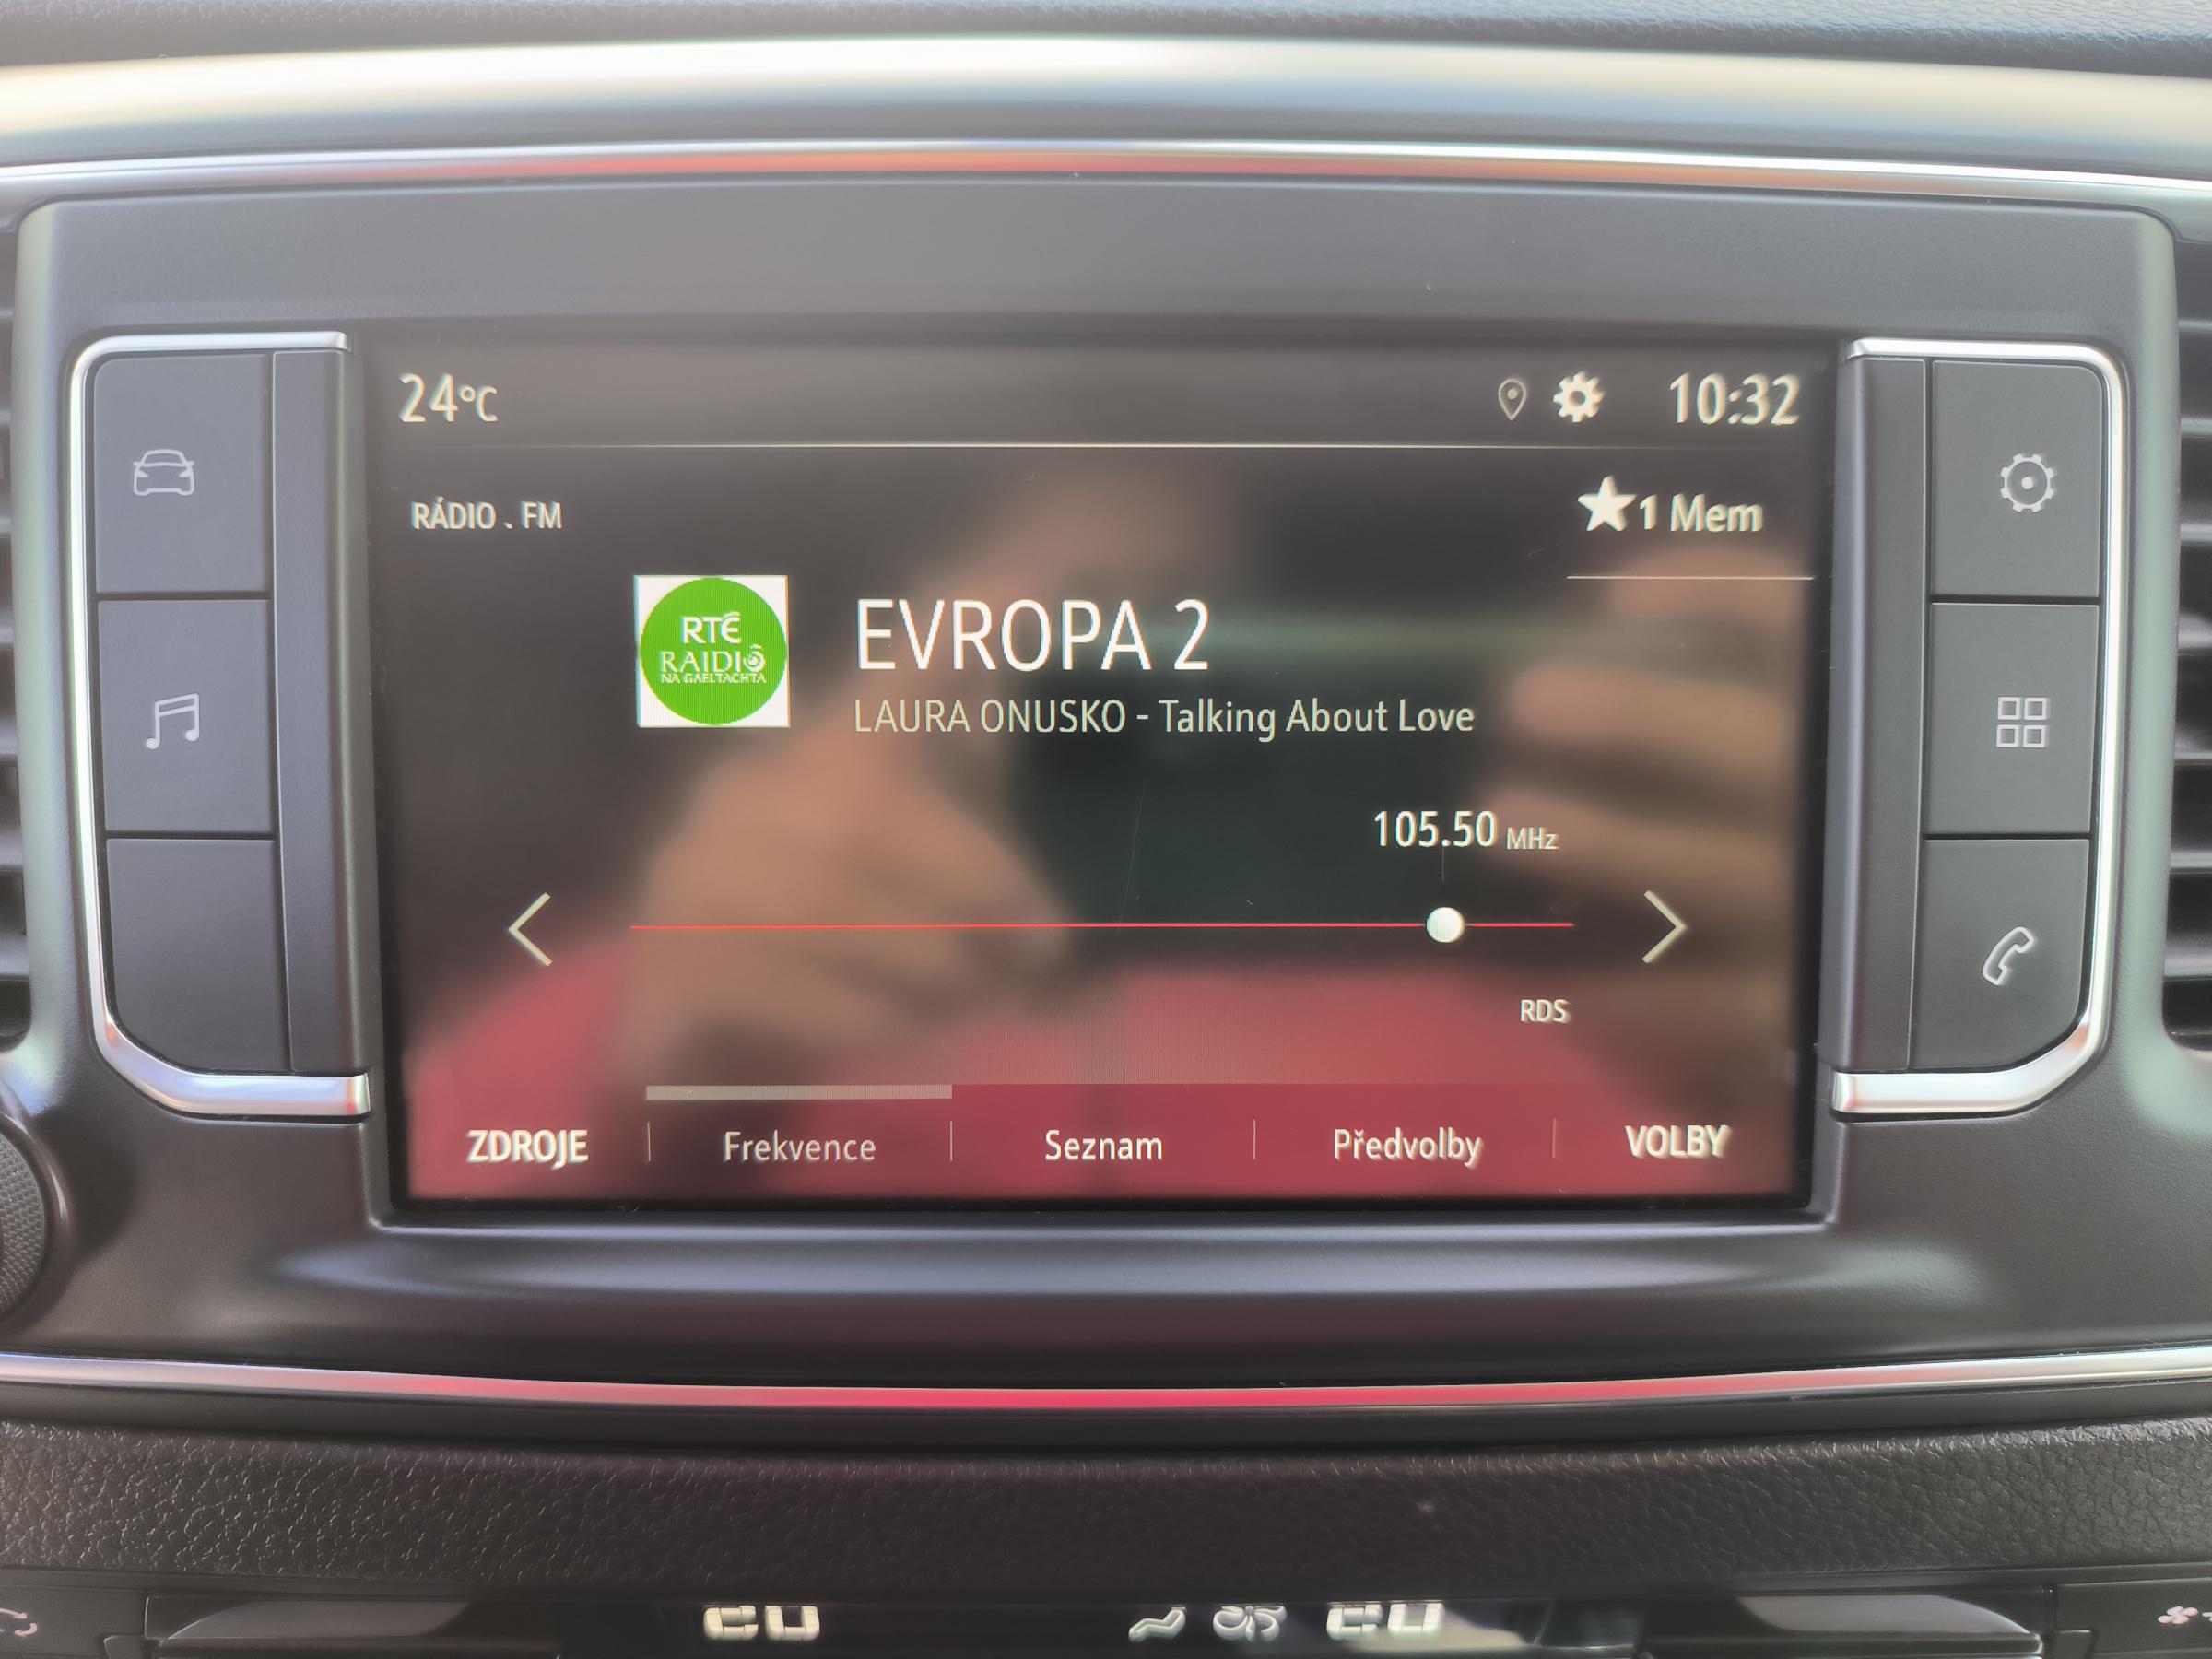 24°C
10:32
RÁDIO . FM
1 Mem
RTÉ
RAIDIÓ
NA GAELTACHTA
EVROPA 2
LAURA ONUSKO - Talking About Love
105.50 MHz
RDS
ZDROJE
Frekvence
Seznam
Předvolby
VOLBY